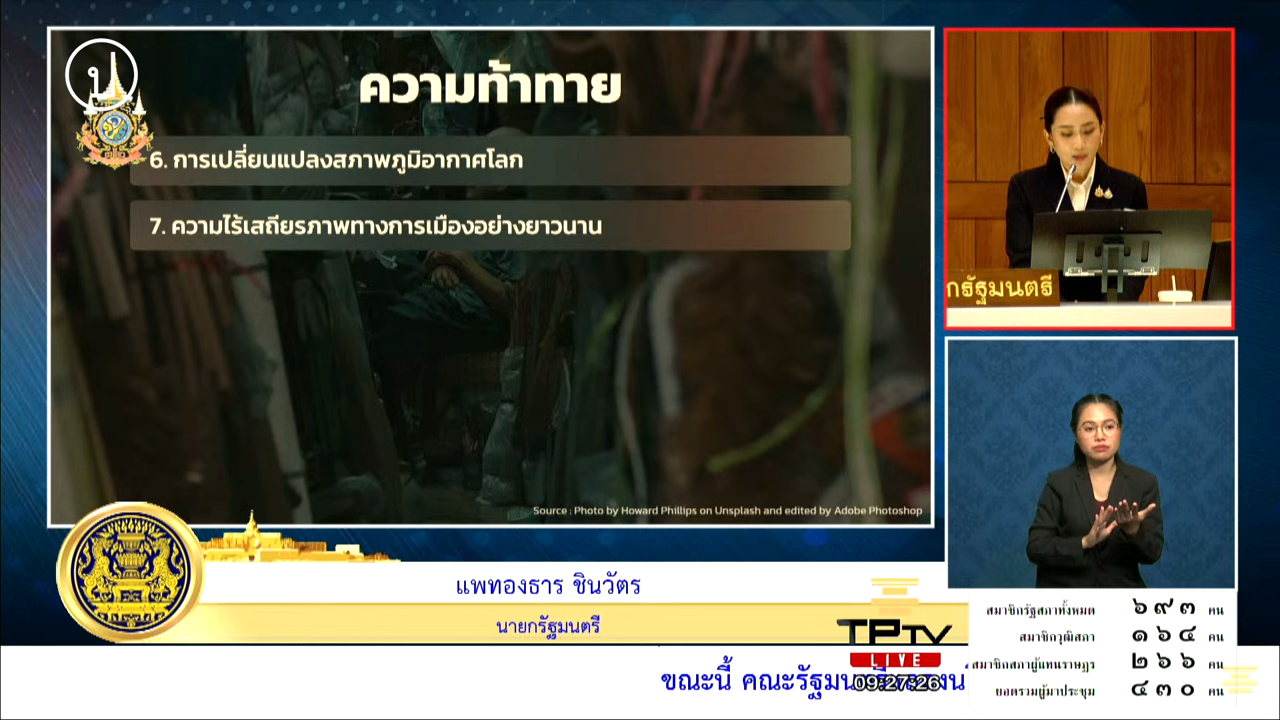 น
ความท้าทาย
6. การเปลี่ยนแปลงสภาพภูมิอากาศโลก
7. ความไร้เสถียรภาพทางการเมืองอย่างยาวนาน
Source : Photo by Howard Phillips on Unsplash and edited by Adobe Photoshop
กรัฐมนตรี
แพทองธาร ชินวัตร
นายกรัฐมนตรี
TPTV
LIVE
09:27:26
ขณะนี้ คณะรัฐมน
สมาชิกรัฐสภาทั้งหมด ๖๙๓ คน
สมาชิกวุฒิสภา ๑๖๔ คน
สมาชิกสภาผู้แทนราษฎร ๒๖๖ คน
ยอดรวมผู้มาประชุม ๔๓๐ คน